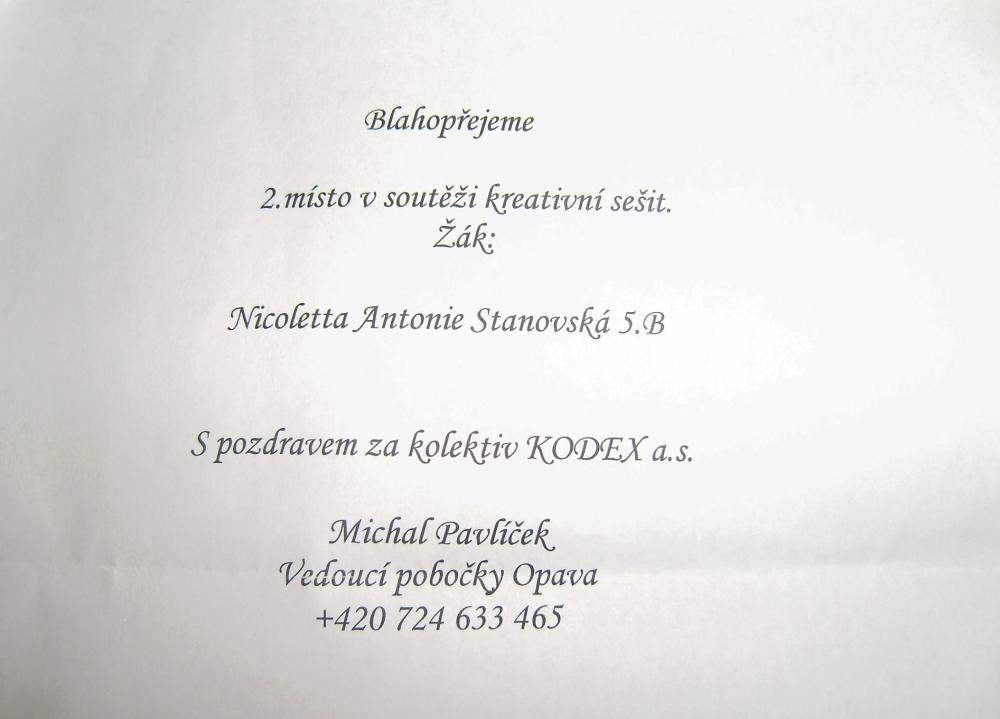 Blahopřejeme
2.místo v soutěži kreativní sešit.
Žák:
Nicoletta Antonie Stanovská 5.B
S pozdravem za kolektiv KODEX a.s.
Michal Pavlíček
Vedoucí pobočky Opava
+420 724 633 465